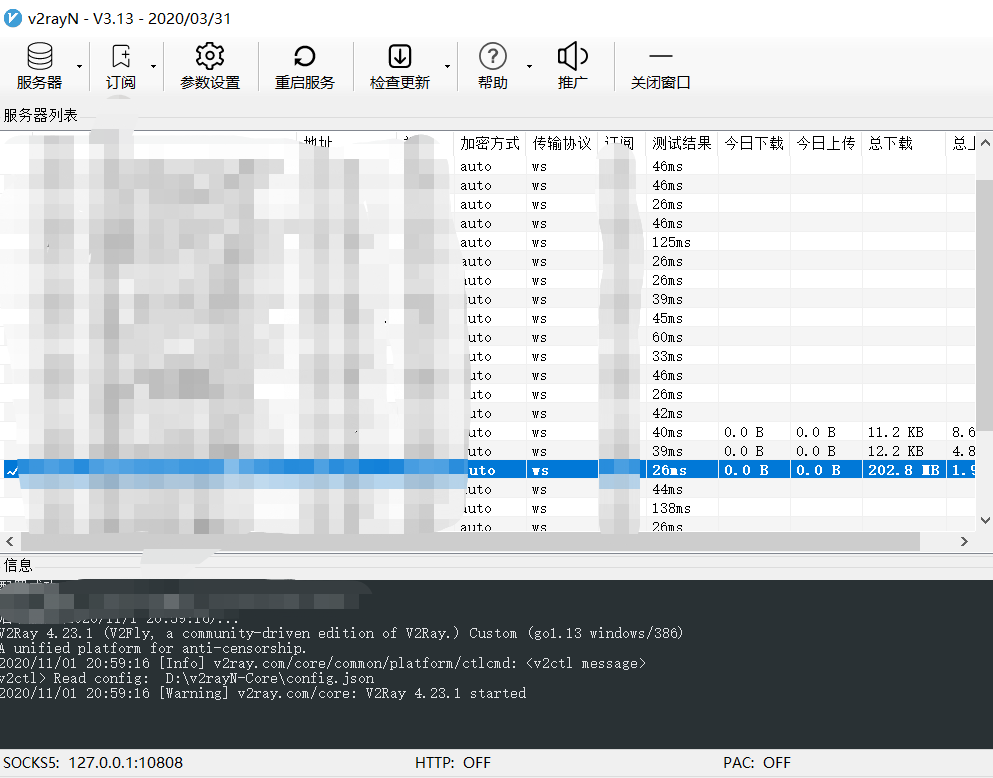 v2rayN - V3.13 - 2020/03/31
服务器 订阅 参数设置 重启服务 检查更新 帮助 推广 关闭窗口
服务器列表
地址 加密方式 传输协议 订阅 测试结果 今日下载 今日上传 总下载 总上
auto ws 46ms
auto ws 46ms
auto ws 26ms
auto ws 46ms
auto ws 125ms
auto ws 26ms
auto ws 26ms
auto ws 39ms
auto ws 45ms
auto ws 60ms
auto ws 33ms
auto ws 46ms
auto ws 26ms
auto ws 42ms
auto ws 40ms 0.0 B 0.0 B 11.2 KB 8.6
auto ws 39ms 0.0 B 0.0 B 12.2 KB 4.8
auto ws 26ms 0.0 B 0.0 B 202.8 MB 1.9
auto ws 44ms
auto ws 138ms
auto ws 26ms
信息
(2020/11/1 20:59:16)...
V2Ray 4.23.1 (V2Fly, a community-driven edition of V2Ray.) Custom (go1.13 windows/386)
A unified platform for anti-censorship.
2020/11/01 20:59:16 [Info] v2ray.com/core/common/platform/ctlcmd: <v2ctl message>
v2ctl> Read config:  D:\v2rayN-Core\config.json
2020/11/01 20:59:16 [Warning] v2ray.com/core: V2Ray 4.23.1 started
SOCKS5: 127.0.0.1:10808 HTTP: OFF PAC: OFF